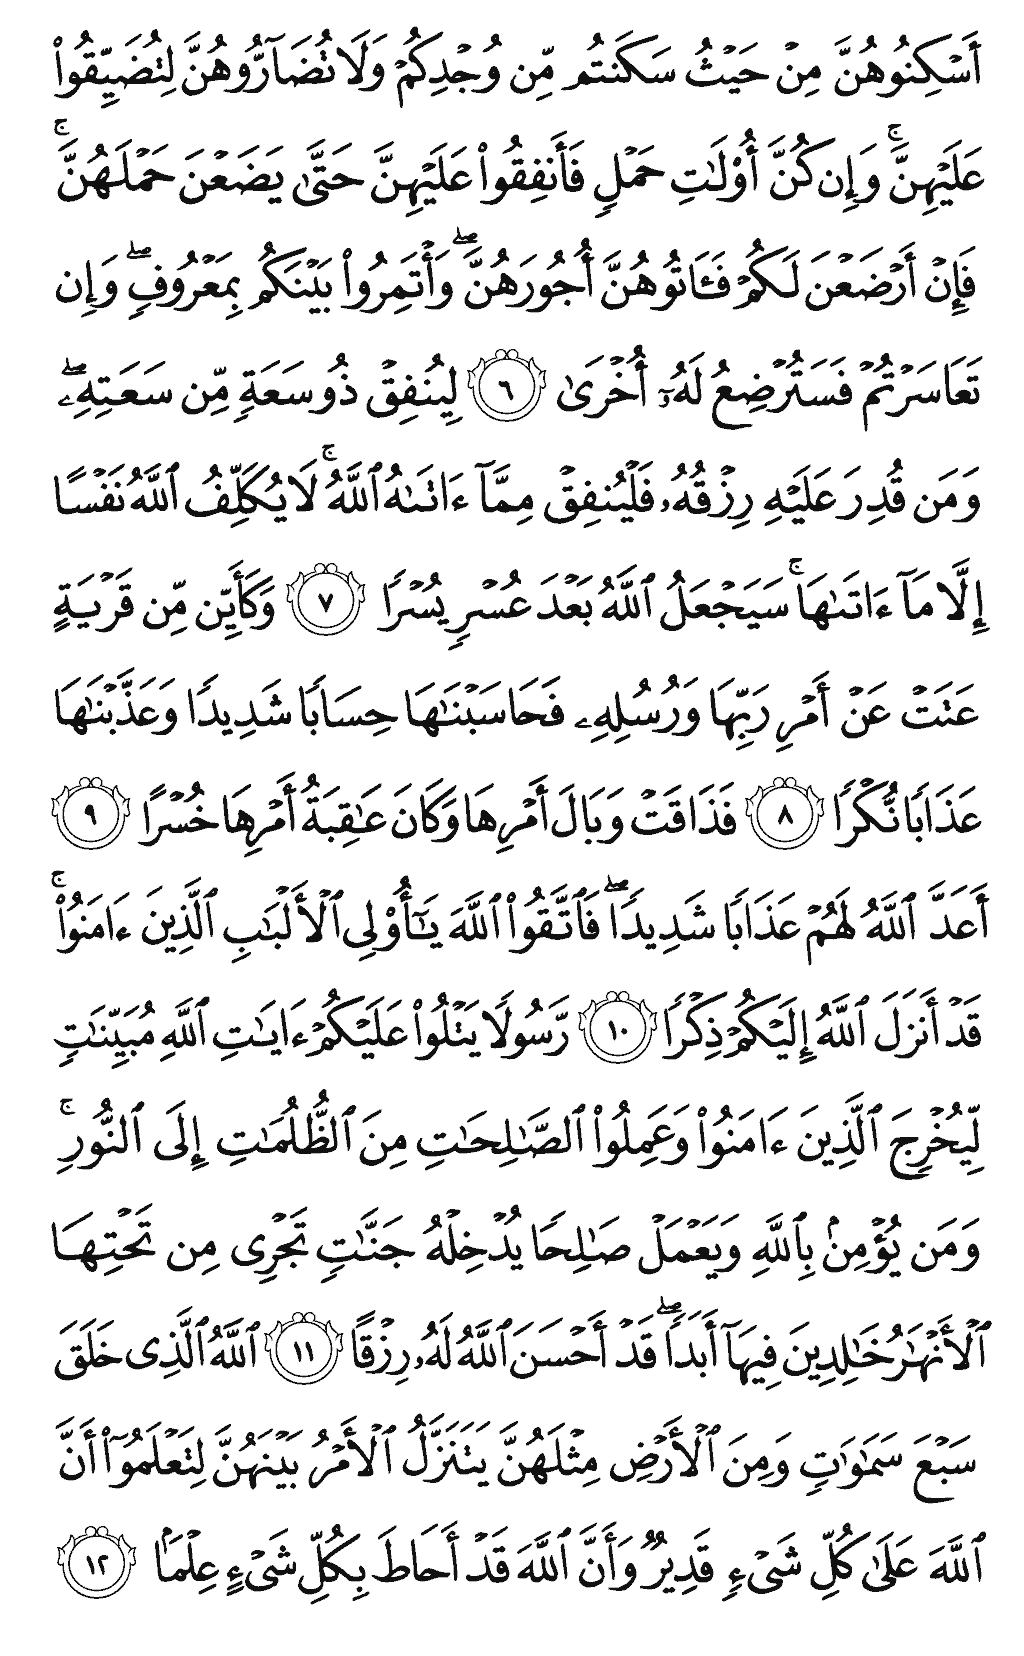 أَسْكِنُوهُنَّ مِنْ حَيْثُ سَكَنتُم مِّن وُجْدِكُمْ وَلَا تُضَآرُّوهُنَّ لِتُضَيِّقُوا۟
عَلَيْهِنَّ ۚ وَإِن كُنَّ أُو۟لَٰتِ حَمْلٍ فَأَنفِقُوا۟ عَلَيْهِنَّ حَتَّىٰ يَضَعْنَ حَمْلَهُنَّ ۚ
فَإِنْ أَرْضَعْنَ لَكُمْ فَـَٔاتُوهُنَّ أُجُورَهُنَّ ۖ وَأْتَمِرُوا۟ بَيْنَكُم بِمَعْرُوفٍ ۖ وَإِن
تَعَاسَرْتُمْ فَسَتُرْضِعُ لَهُۥٓ أُخْرَىٰ ٦ لِيُنفِقْ ذُو سَعَةٍ مِّن سَعَتِهِۦ ۖ
وَمَن قُدِرَ عَلَيْهِ رِزْقُهُۥ فَلْيُنفِقْ مِمَّآ ءَاتَىٰهُ ٱللَّهُ ۚ لَا يُكَلِّفُ ٱللَّهُ نَفْسًا
إِلَّا مَآ ءَاتَىٰهَا ۚ سَيَجْعَلُ ٱللَّهُ بَعْدَ عُسْرٍ يُسْرًا ٧ وَكَأَيِّن مِّن قَرْيَةٍ
عَتَتْ عَنْ أَمْرِ رَبِّهَا وَرُسُلِهِۦ فَحَاسَبْنَٰهَا حِسَابًا شَدِيدًا وَعَذَّبْنَٰهَا
عَذَابًا نُّكْرًا ٨ فَذَاقَتْ وَبَالَ أَمْرِهَا وَكَانَ عَٰقِبَةُ أَمْرِهَا خُسْرًا ٩
أَعَدَّ ٱللَّهُ لَهُمْ عَذَابًا شَدِيدًا ۖ فَٱتَّقُوا۟ ٱللَّهَ يَٰٓأُو۟لِى ٱلْأَلْبَٰبِ ٱلَّذِينَ ءَامَنُوا۟ ۚ
قَدْ أَنزَلَ ٱللَّهُ إِلَيْكُمْ ذِكْرًا ١٠ رَّسُولًا يَتْلُوا۟ عَلَيْكُمْ ءَايَٰتِ ٱللَّهِ مُبَيِّنَٰتٍ
لِّيُخْرِجَ ٱلَّذِينَ ءَامَنُوا۟ وَعَمِلُوا۟ ٱلصَّٰلِحَٰتِ مِنَ ٱلظُّلُمَٰتِ إِلَى ٱلنُّورِ ۚ
وَمَن يُؤْمِنۢ بِٱللَّهِ وَيَعْمَلْ صَٰلِحًا يُدْخِلْهُ جَنَّٰتٍ تَجْرِى مِن تَحْتِهَا
ٱلْأَنْهَٰرُ خَٰلِدِينَ فِيهَآ أَبَدًا ۖ قَدْ أَحْسَنَ ٱللَّهُ لَهُۥ رِزْقًا ١١ ٱللَّهُ ٱلَّذِى خَلَقَ
سَبْعَ سَمَٰوَٰتٍ وَمِنَ ٱلْأَرْضِ مِثْلَهُنَّ يَتَنَزَّلُ ٱلْأَمْرُ بَيْنَهُنَّ لِتَعْلَمُوٓا۟ أَنَّ
ٱللَّهَ عَلَىٰ كُلِّ شَىْءٍ قَدِيرٌ وَأَنَّ ٱللَّهَ قَدْ أَحَاطَ بِكُلِّ شَىْءٍ عِلْمًۢا ١٢